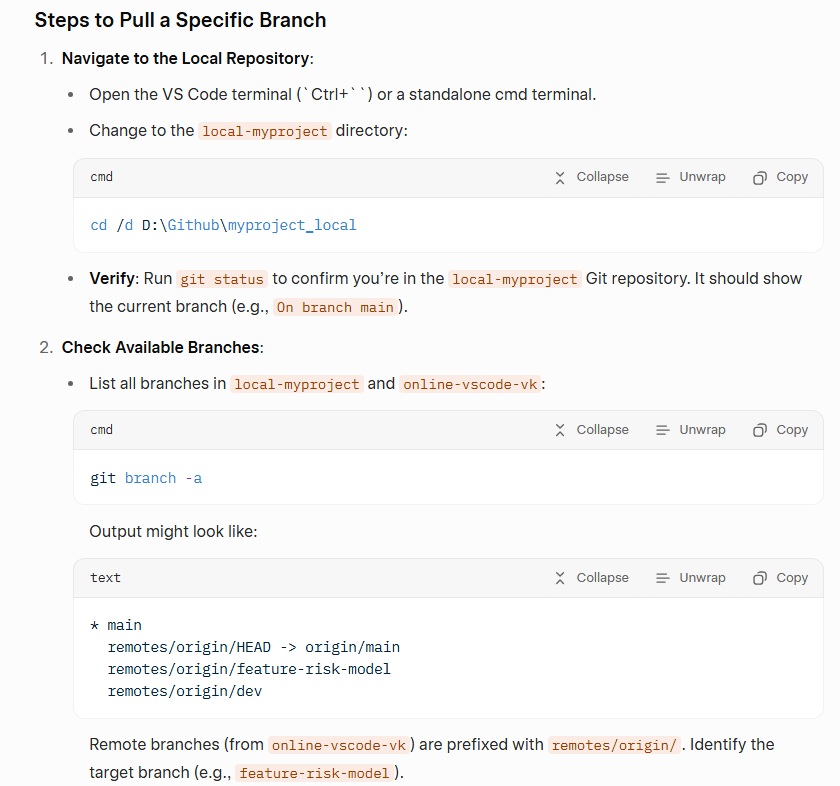 Steps to Pull a Specific Branch
1. Navigate to the Local Repository:
• Open the VS Code terminal (`Ctrl+``) or a standalone cmd terminal.
• Change to the local-myproject directory:
cmd Collapse Unwrap Copy
cd /d D:\Github\myproject_local
• Verify: Run git status to confirm you're in the local-myproject Git repository. It should show
the current branch (e.g., On branch main ).
2. Check Available Branches:
• List all branches in local-myproject and online-vscode-vk:
cmd Collapse Unwrap Copy
git branch -a
Output might look like:
text Collapse Unwrap Copy
* main
  remotes/origin/HEAD -> origin/main
  remotes/origin/feature-risk-model
  remotes/origin/dev
Remote branches (from online-vscode-vk ) are prefixed with remotes/origin/ . Identify the
target branch (e.g., feature-risk-model ).